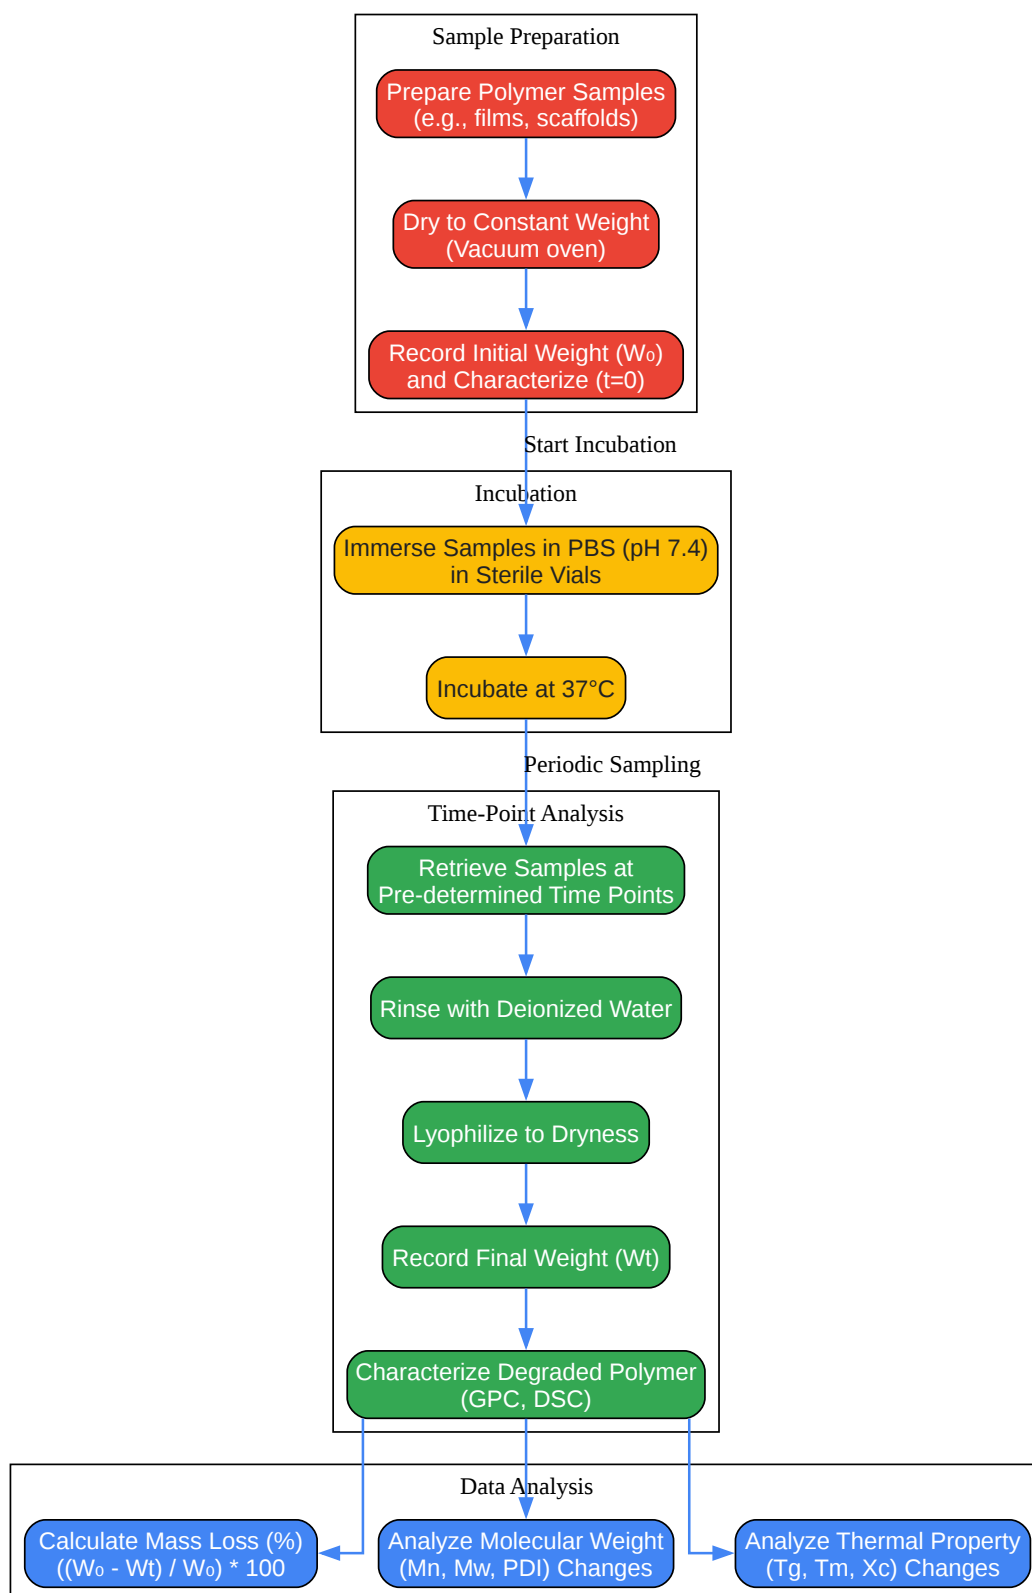 Sample Preparation
Prepare Polymer Samples
(e.g., films, scaffolds)
Dry to Constant Weight
(Vacuum oven)
Record Initial Weight (W₀)
and Characterize (t=0)
Start Incubation
Incubation
Immerse Samples in PBS (pH 7.4)
in Sterile Vials
Incubate at 37°C
Periodic Sampling
Time-Point Analysis
Retrieve Samples at
Pre-determined Time Points
Rinse with Deionized Water
Lyophilize to Dryness
Record Final Weight (Wt)
Characterize Degraded Polymer
(GPC, DSC)
Data Analysis
Calculate Mass Loss (%)
((W₀ - Wt) / W₀) * 100
Analyze Molecular Weight
(Mn, Mw, PDI) Changes
Analyze Thermal Property
(Tg, Tm, Xc) Changes